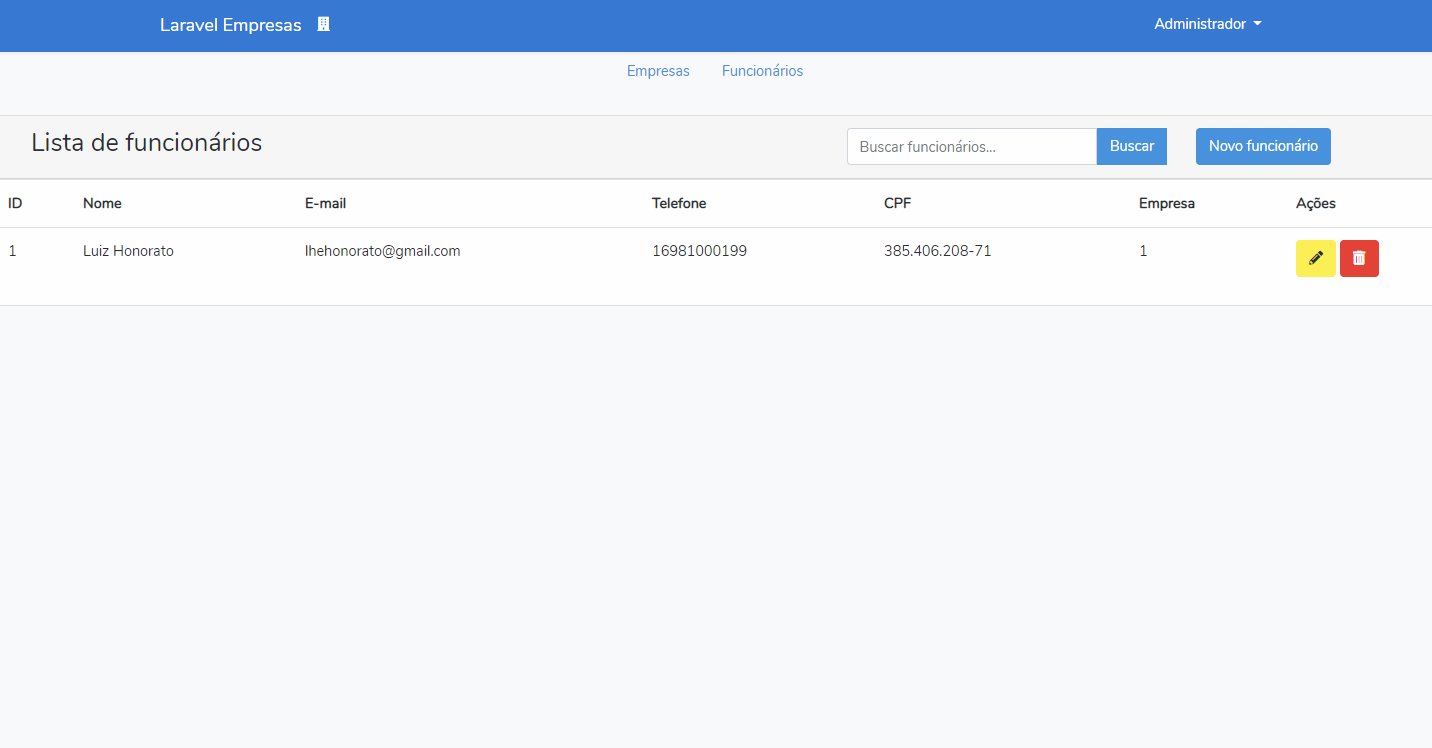 Laravel Empresas
Administrador
Empresas Funcionários
Lista de funcionários
Buscar funcionários...
Buscar
Novo funcionário
ID Nome E-mail Telefone CPF Empresa Ações
1 Luiz Honorato lhehonorato@gmail.com 16981000199 385.406.208-71 1